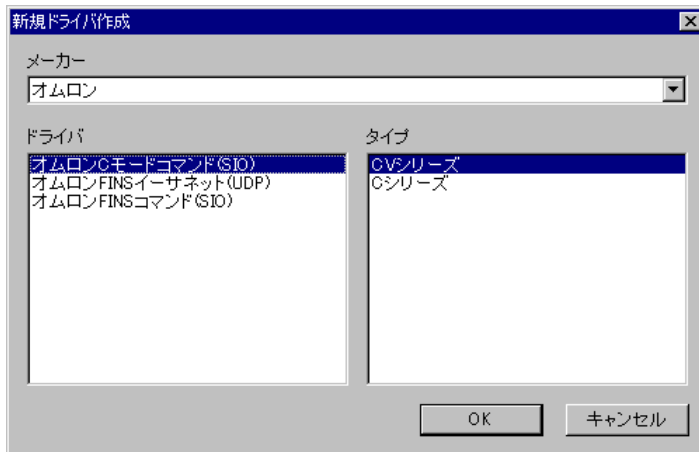 新規ドライバ作成
メーカー
オムロン
ドライバ
タイプ
オムロンCモードコマンド(SIO)
オムロンFINSイーサネット(UDP)
オムロンFINSコマンド(SIO)
CVシリーズ
Cシリーズ
OK
キャンセル